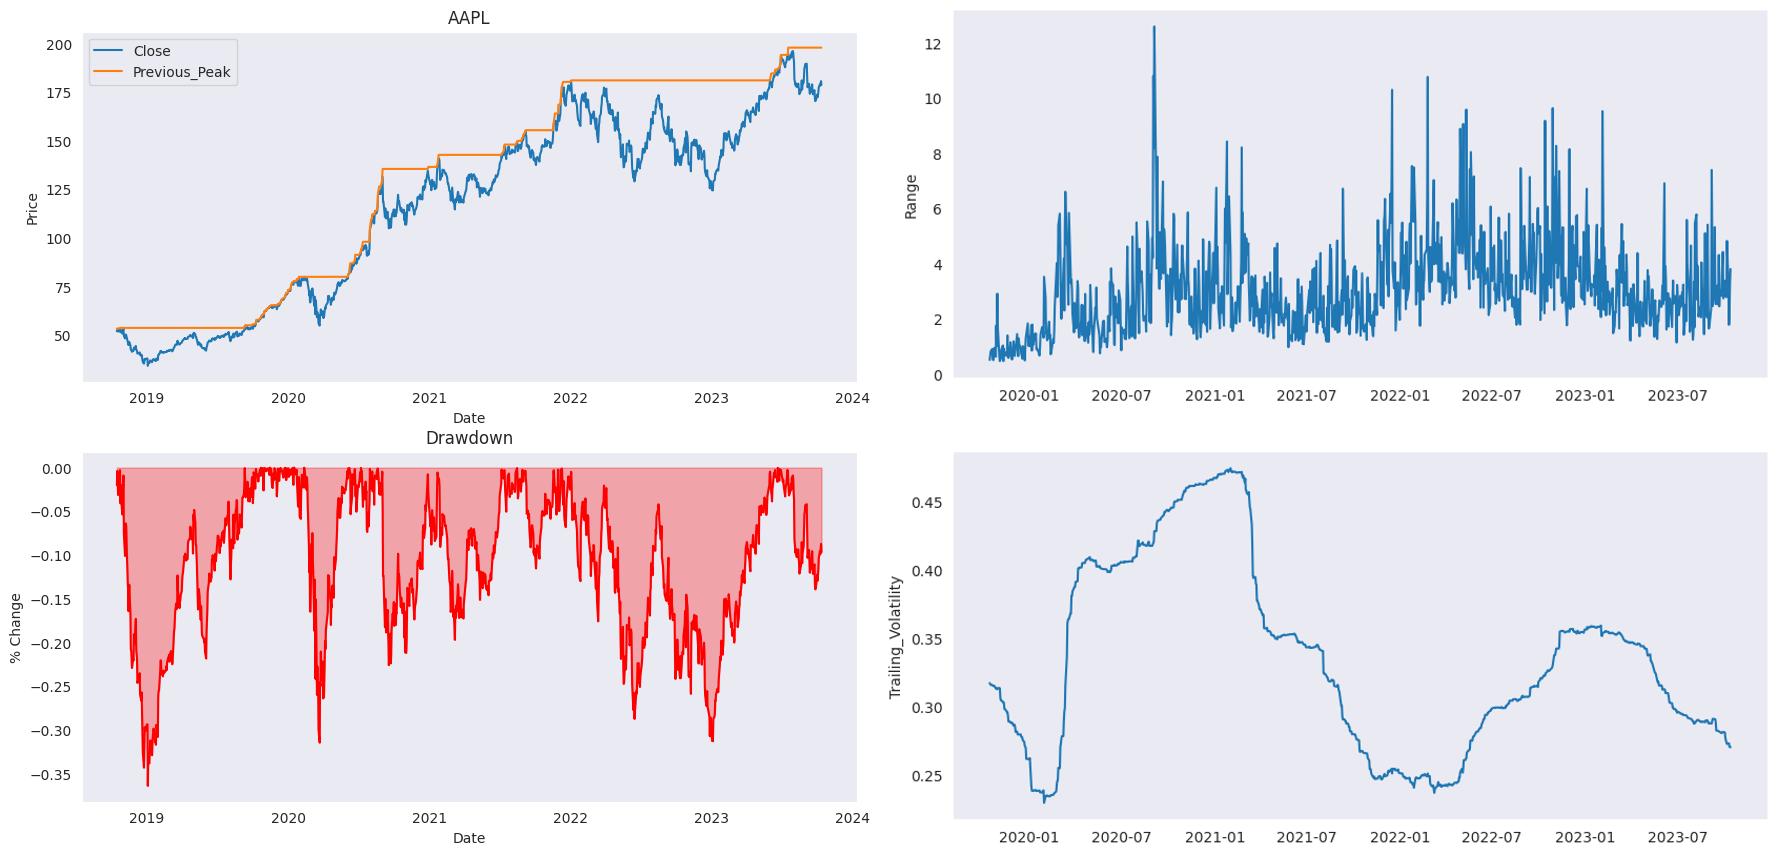 AAPL
Close
Previous_Peak
200
175
150
125
100
75
50
Price
2019 2020 2021 2022 2023 2024
Date
12
10
8
6
4
2
0
Range
2020-01 2020-07 2021-01 2021-07 2022-01 2022-07 2023-01 2023-07
Drawdown
0.00
−0.05
−0.10
−0.15
−0.20
−0.25
−0.30
−0.35
% Change
2019 2020 2021 2022 2023 2024
Date
0.45
0.40
0.35
0.30
0.25
Trailing_Volatility
2020-01 2020-07 2021-01 2021-07 2022-01 2022-07 2023-01 2023-07